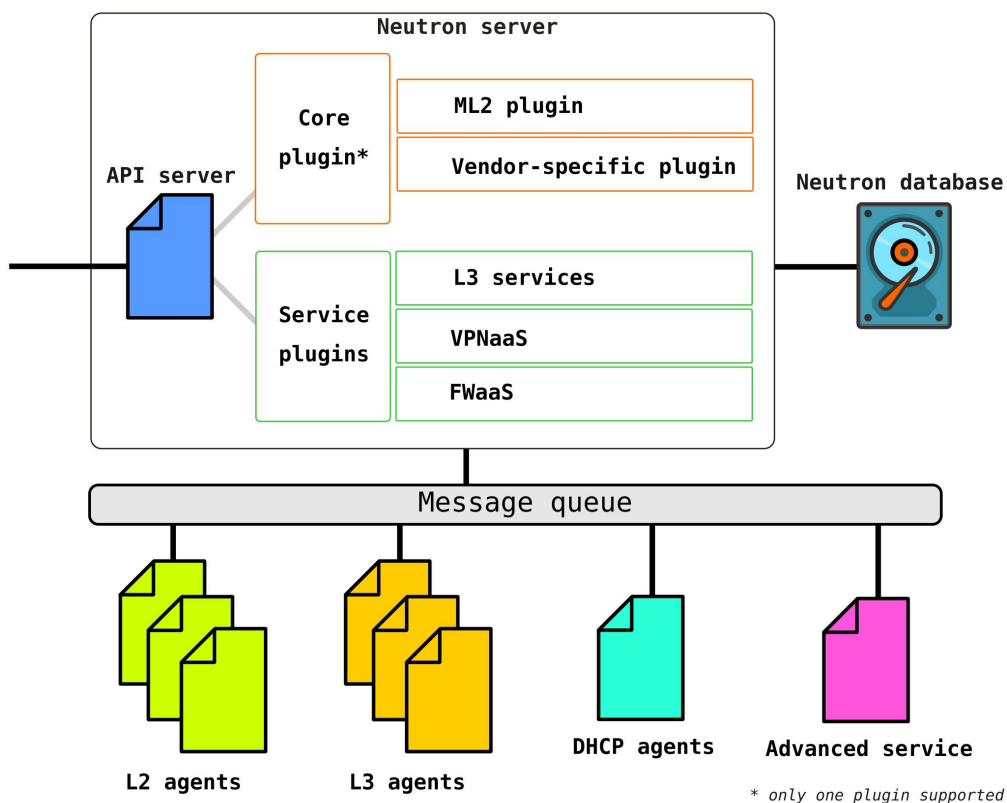 Neutron server
Core
plugin*
ML2 plugin
Vendor-specific plugin
API server
Neutron database
Service
plugins
L3 services
VPNaaS
FWaaS
Message queue
L2 agents
L3 agents
DHCP agents
Advanced service
* only one plugin supported